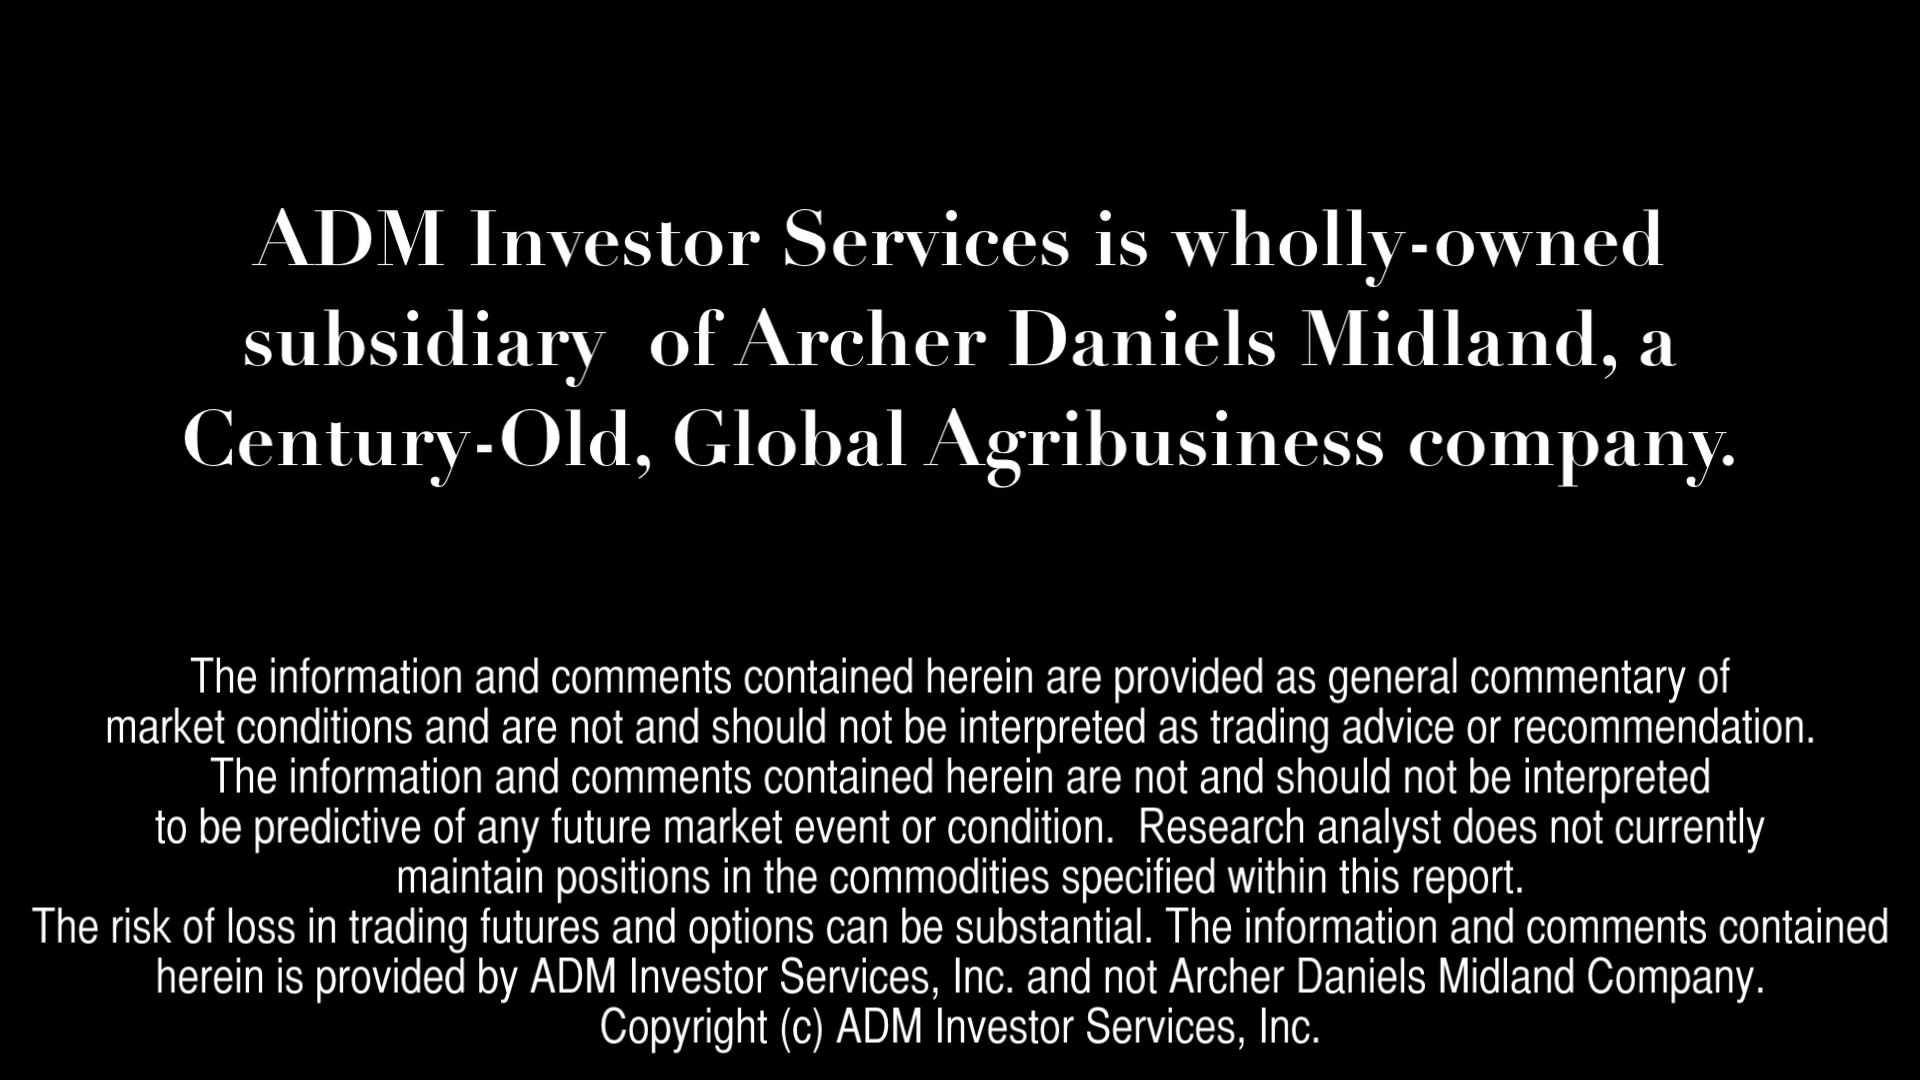 ADM Investor Services is wholly-owned
subsidiary  of Archer Daniels Midland, a
Century-Old, Global Agribusiness company.
The information and comments contained herein are provided as general commentary of
market conditions and are not and should not be interpreted as trading advice or recommendation.
The information and comments contained herein are not and should not be interpreted
to be predictive of any future market event or condition.  Research analyst does not currently
maintain positions in the commodities specified within this report.
The risk of loss in trading futures and options can be substantial. The information and comments contained
herein is provided by ADM Investor Services, Inc. and not Archer Daniels Midland Company.
Copyright (c) ADM Investor Services, Inc.